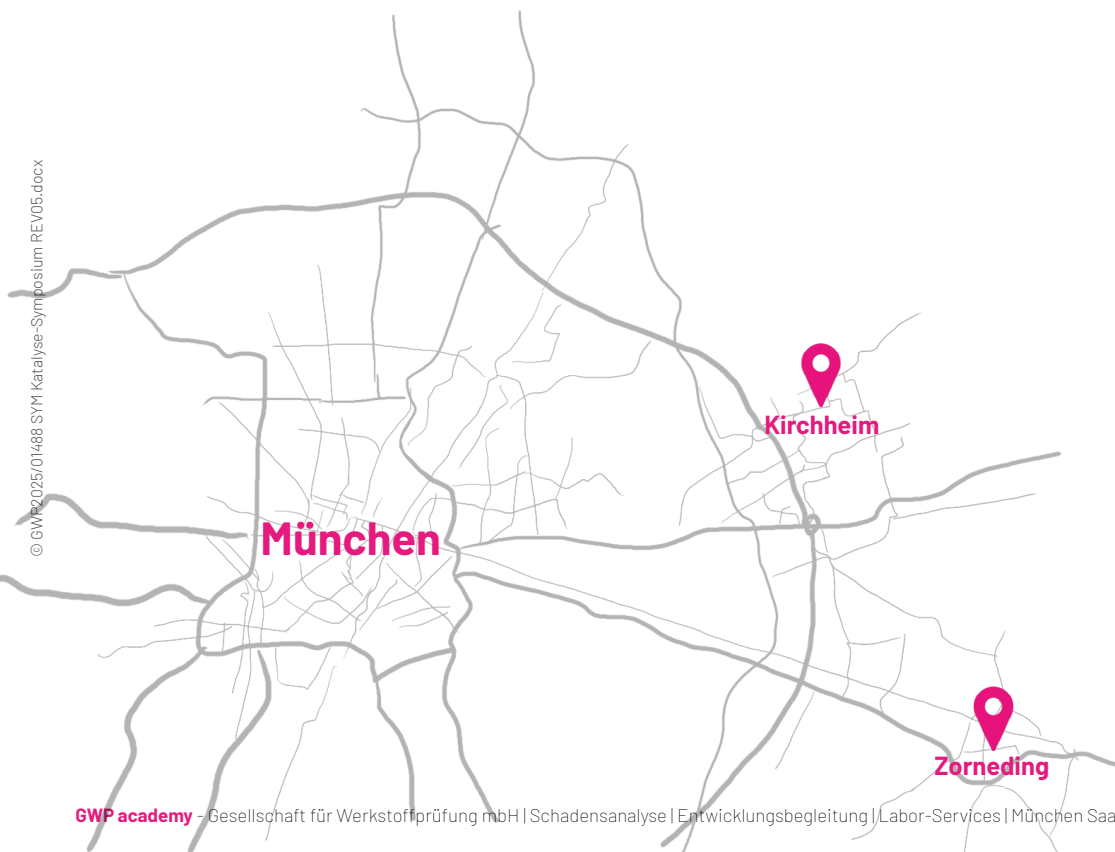 © GWP2025/01488 SYM Katalyse-Symposium REV05.docx
Kirchheim
München
Zorneding
GWP academy - Gesellschaft für Werkstoffprüfung mbH | Schadensanalyse | Entwicklungsbegleitung | Labor-Services | München Saa